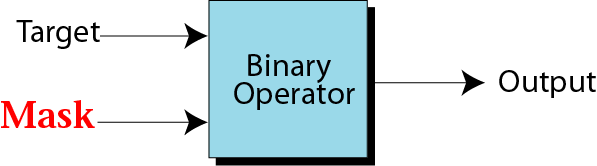 Target
Mask
Binary
Operator
Output